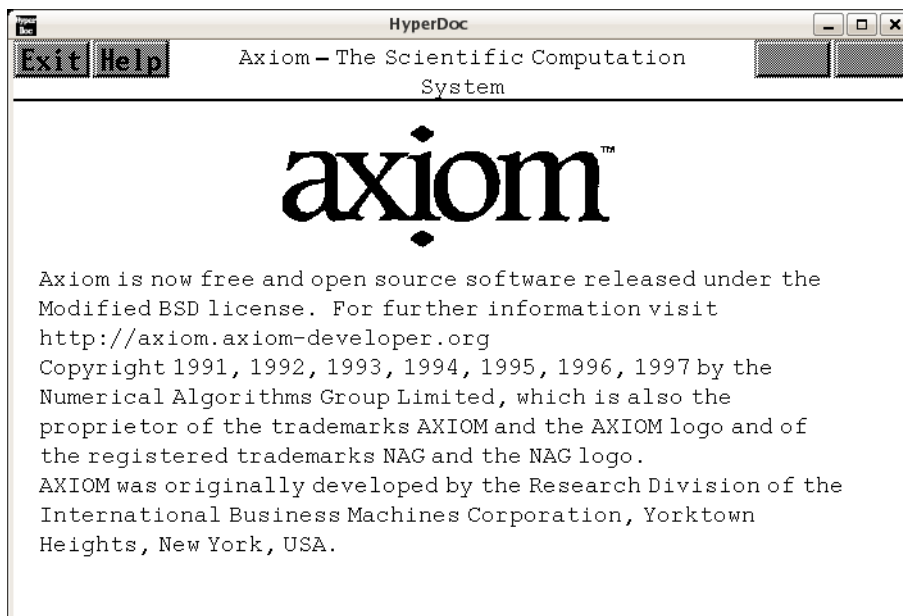 Hyper
Doc
HyperDoc
Exit Help
Axiom – The Scientific Computation
System
axiom™
Axiom is now free and open source software released under the
Modified BSD license. For further information visit
http://axiom.axiom-developer.org
Copyright 1991, 1992, 1993, 1994, 1995, 1996, 1997 by the
Numerical Algorithms Group Limited, which is also the
proprietor of the trademarks AXIOM and the AXIOM logo and of
the registered trademarks NAG and the NAG logo.
AXIOM was originally developed by the Research Division of the
International Business Machines Corporation, Yorktown
Heights, New York, USA.